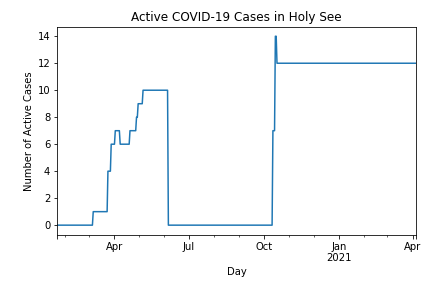 Active COVID-19 Cases in Holy See
Number of Active Cases
14
12
10
8
6
4
2
0
Apr Jul Oct Jan Apr
2021
Day